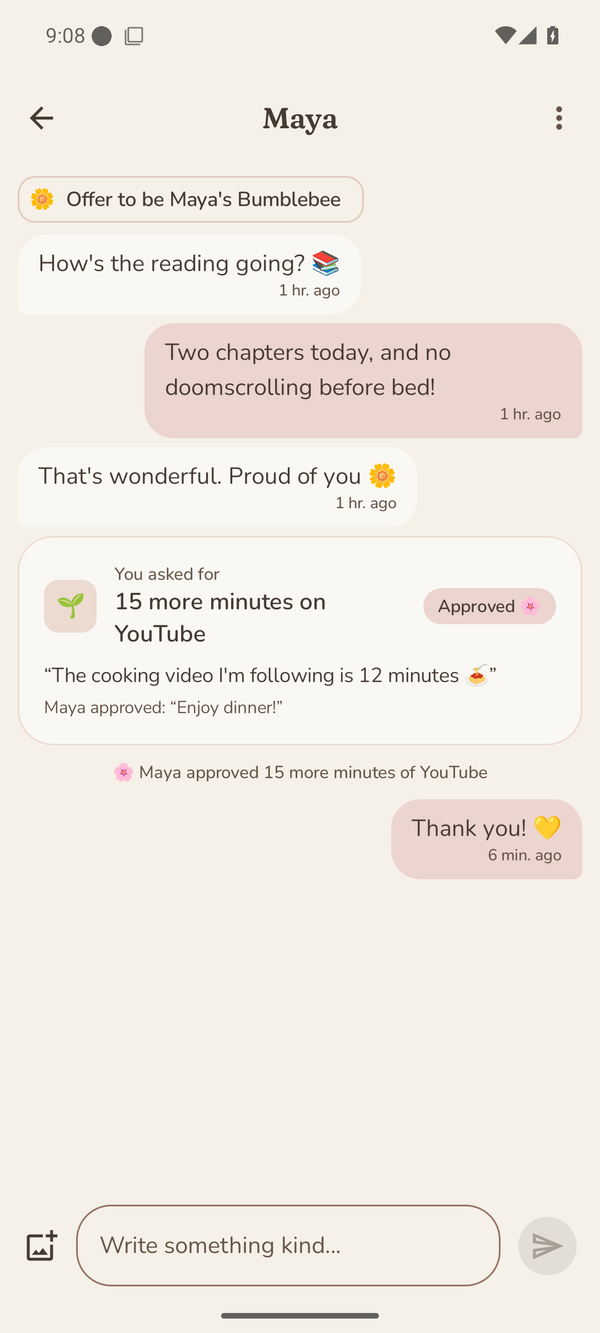 9:08
Maya
🌼 Offer to be Maya's Bumblebee
How's the reading going? 📚
1 hr. ago
Two chapters today, and no
doomscrolling before bed!
1 hr. ago
That's wonderful. Proud of you 🌼
1 hr. ago
You asked for
15 more minutes on
YouTube
Approved 🌸
“The cooking video I'm following is 12 minutes 🍝”
Maya approved: “Enjoy dinner!”
🌸 Maya approved 15 more minutes of YouTube
Thank you! 💛
6 min. ago
Write something kind...